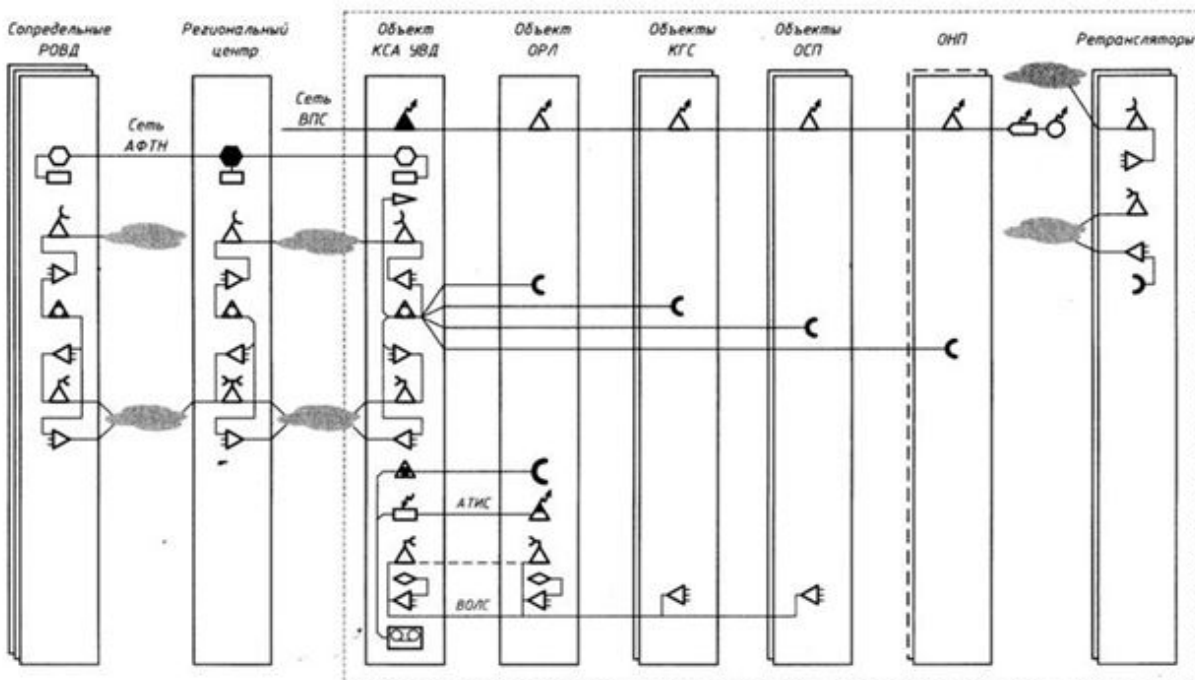 Сопредельные
РОВД
Региональный
центр
Объект
КСА УВД
Объект
ОРЛ
Объекты
КГС
Объекты
ОСП
ОНП
Ретрансляторы
Сеть
ВПС
Сеть
АФТН
АТИС
ВОЛС